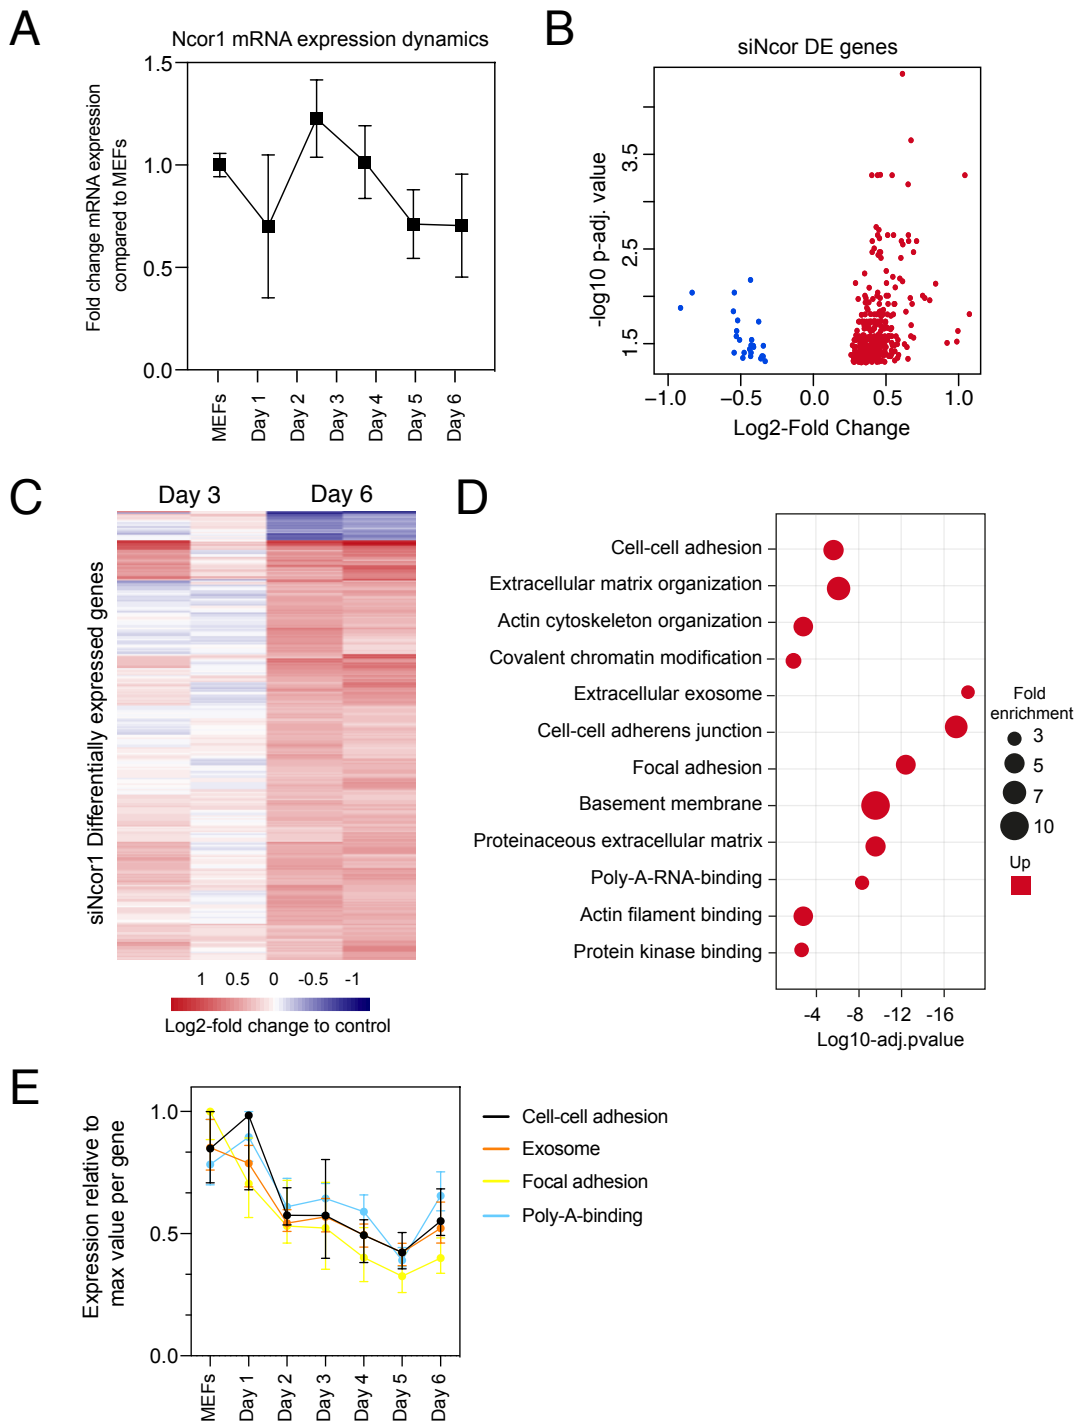 A
Ncor1 mRNA expression dynamics
Fold change mRNA expression
compared to MEFs
1.5
1.0
0.5
0.0
MEFs
Day 1
Day 2
Day 3
Day 4
Day 5
Day 6
B
siNcor DE genes
-log10 p-adj. value
3.5
2.5
1.5
−1.0
−0.5
0.0
0.5
1.0
Log2-Fold Change
C
Day 3
Day 6
siNcor1 Differentially expressed genes
1 0.5 0 -0.5 -1
Log2-fold change to control
D
Cell-cell adhesion
Extracellular matrix organization
Actin cytoskeleton organization
Covalent chromatin modification
Extracellular exosome
Cell-cell adherens junction
Focal adhesion
Basement membrane
Proteinaceous extracellular matrix
Poly-A-RNA-binding
Actin filament binding
Protein kinase binding
-4 -8 -12 -16
Log10-adj.pvalue
Fold
enrichment
3
5
7
10
Up
E
Expression relative to
max value per gene
1.0
0.5
0.0
MEFs
Day 1
Day 2
Day 3
Day 4
Day 5
Day 6
Cell-cell adhesion
Exosome
Focal adhesion
Poly-A-binding